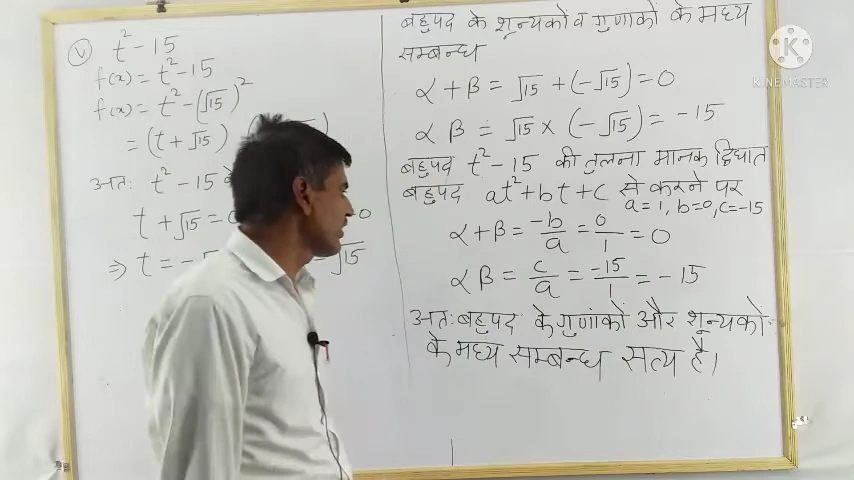 (v) t² - 15
f(x) = t² - 15
f(x) = t² - (√15)²
= (t + √15)
अतः t² - 15 के
t + √15 = 0
⇒ t = - √15
बहुपद के शून्यकों व गुणांकों के मध्य
सम्बन्ध
α + β = √15 + (-√15) = 0
α β = √15 × (-√15) = -15
बहुपद t² - 15 की तुलना मानक द्विघात
बहुपद at² + bt + c से करने पर
a = 1, b = 0, c = -15
α + β = -b/a = 0/1 = 0
α β = c/a = -15/1 = -15
अतः बहुपद के गुणांकों और शून्यकों
के मध्य सम्बन्ध सत्य है।
KINEMASTER